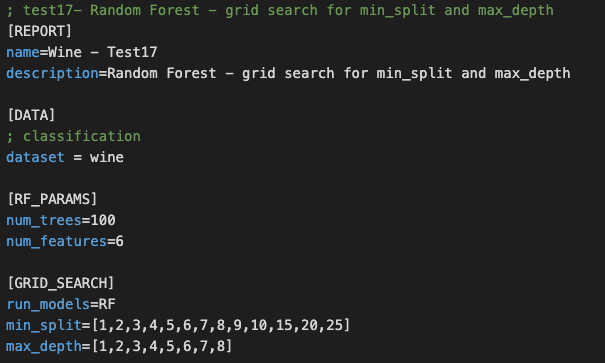 ; test17- Random Forest - grid search for min_split and max_depth
[REPORT]
name=Wine - Test17
description=Random Forest - grid search for min_split and max_depth
[DATA]
; classification
dataset = wine
[RF_PARAMS]
num_trees=100
num_features=6
[GRID_SEARCH]
run_models=RF
min_split=[1,2,3,4,5,6,7,8,9,10,15,20,25]
max_depth=[1,2,3,4,5,6,7,8]